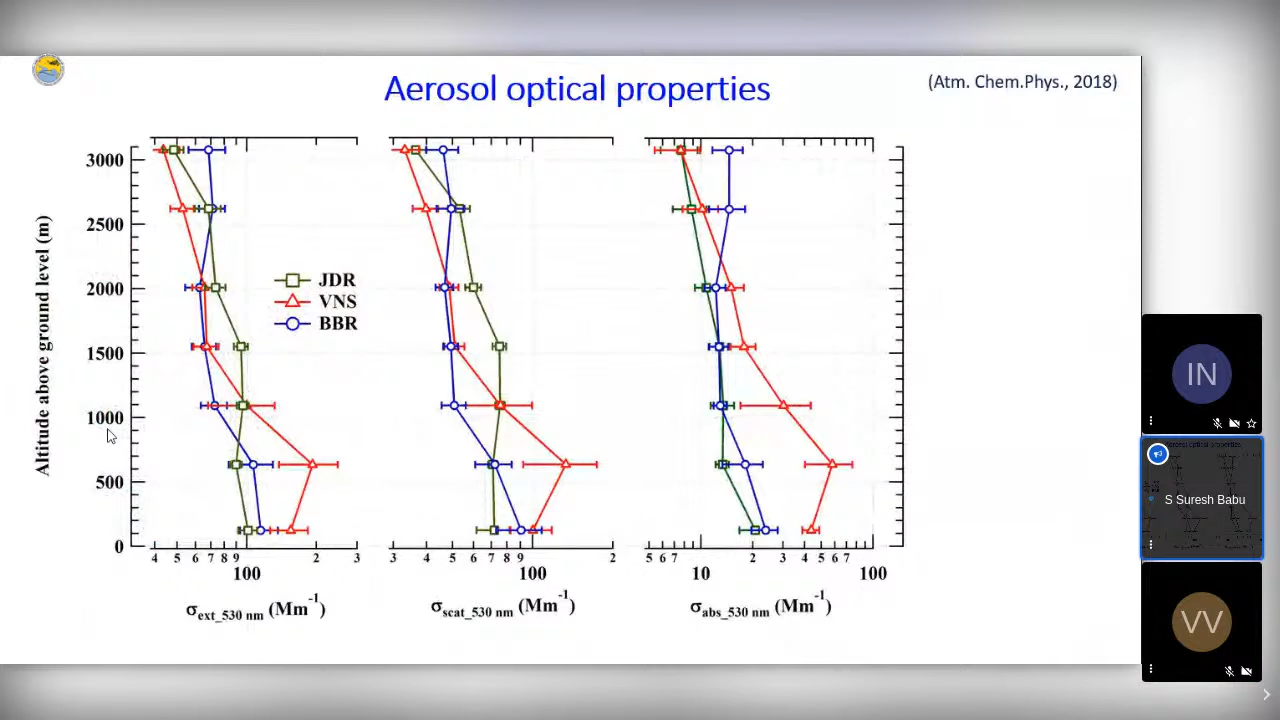 Aerosol optical properties
(Atm. Chem.Phys., 2018)
Altitude above ground level (m)
3000
2500
2000
1500
1000
500
0
JDR
VNS
BBR
4 5 6 7 8 9 100 2 3
3 4 5 6 7 8 9 100 2
5 6 7 10 2 3 4 5 6 7 100
σext_530 nm (Mm-1)
σscat_530 nm (Mm-1)
σabs_530 nm (Mm-1)
IN
S Suresh Babu
VV